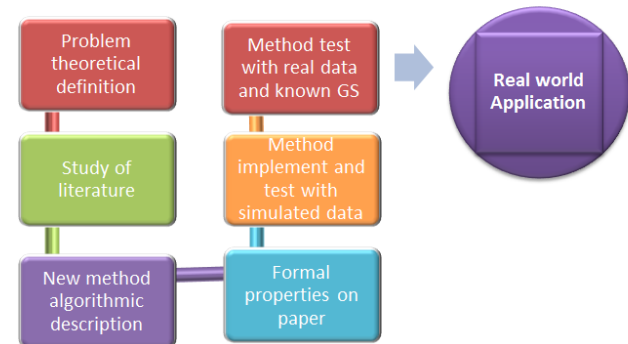 Problem
theoretical
definition
Study of
literature
New method
algorithmic
description
Formal
properties on
paper
Method
implement and
test with
simulated data
Method test
with real data
and known GS
Real world
Application